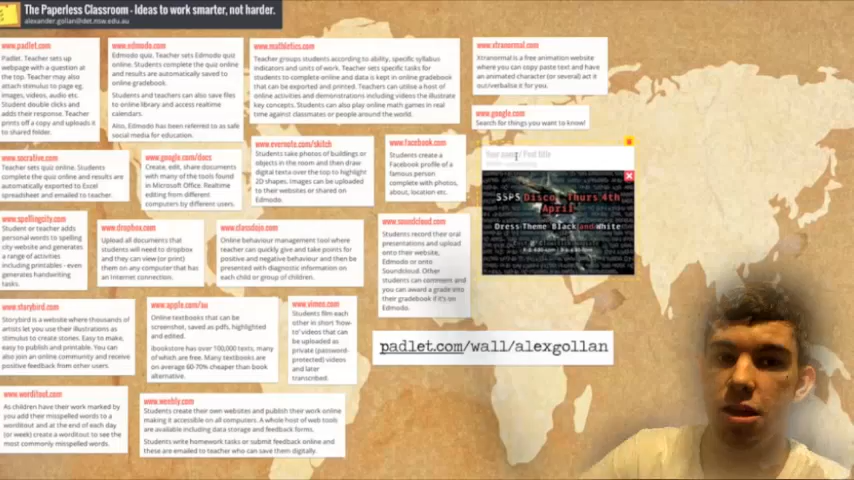 The Paperless Classroom - Ideas to work smarter, not harder.
alexander.gollan@det.nsw.edu.au
www.padlet.com
Padlet. Teacher sets up
webpage with a question at
the top. Teacher may also
attach stimulus to page eg.
images, videos, audio etc.
Student double clicks and
adds their response. Teacher
prints off a copy and uploads it
to shared folder.
www.edmodo.com
Edmodo quiz. Teacher sets Edmodo quiz
online. Students complete the quiz online
and results are automatically saved to
online gradebook.
Students and teachers can also save files
to online library and access realtime
calendars.
Also, Edmodo has been referred to as safe
social media for education.
www.mathletics.com
Teacher groups students according to ability, specific syllabus
indicators and units of work. Teacher sets specific tasks for
students to complete online and data is kept in online gradebook
that can be exported and printed. Teachers can utilise a host of
online activities and demonstrations including videos the illustrate
key concepts. Students can also play online math games in real
time against classmates or people around the world.
www.xtranormal.com
Xtranormal is a free animation website
where you can copy paste text and have
an animated character (or several) act it
out/verbalise it for you.
www.google.com
Search for things you want to know!
www.socrative.com
Teacher sets quiz online. Students
complete the quiz online and results are
automatically exported to Excel
spreadsheet and emailed to teacher.
www.google/docs
Create, edit, share documents
with many of the tools found
in Microsoft Office. Realtime
editing from different
computers by different users.
www.evernote.com/skitch
Students take photos of buildings or
objects in the room and then draw
digital texts over the top to highlight
2D shapes. Images can be uploaded
to their websites or shared on
Edmodo.
www.facebook.com
Students create a
Facebook profile of a
famous person
complete with photos,
about, location etc.
Post title
SSPS Disco! Thurs 4th
April
Dress Theme Black and White
www.spellingcity.com
Student or teacher adds
personal words to spelling
city website and generates
a range of activities
including printables - even
generates handwriting
tasks.
www.dropbox.com
Upload all documents that
students will need to dropbox
and they can view (or print)
them on any computer that has
an Internet connection.
www.classdojo.com
Online behaviour management tool where
teacher can quickly give and take points for
positive and negative behaviour and then be
presented with diagnostic information on
each child or group of children.
www.soundcloud.com
Students record their oral
presentations and upload
onto their website,
Edmodo or onto
Soundcloud. Other
students can comment and
you can award a grade into
their gradebook if it's on
Edmodo.
www.storybird.com
Storybird is a website where thousands of
artists let you use their illustrations as
stimulus to create stories. Easy to make,
easy to publish and printable. You can
also join an online community and receive
positive feedback from other users.
www.apple.com/au
Online textbooks that can be
screenshot, saved as pdfs, highlighted
and edited.
ibookstore has over 100,000 texts, many
of which are free. Many textbooks are
on average 60-70% cheaper than book
alternative.
www.vimeo.com
Students film each
other in short 'how-
to' videos that can be
uploaded as private
(password-
protected) videos
and later
transcribed.
padlet.com/wall/alexgollan
www.worditout.com
As children have their work marked by
you add their misspelled words to a
worditout and at the end of each day
(or week) create a worditout to see the
most commonly misspelled words.
www.weebly.com
Students create their own websites and publish their work online
making it accessible on all computers. A whole host of web tools
are available including data storage and feedback forms.
Students write homework tasks or submit feedback online and
these are emailed to teacher who can save them digitally.